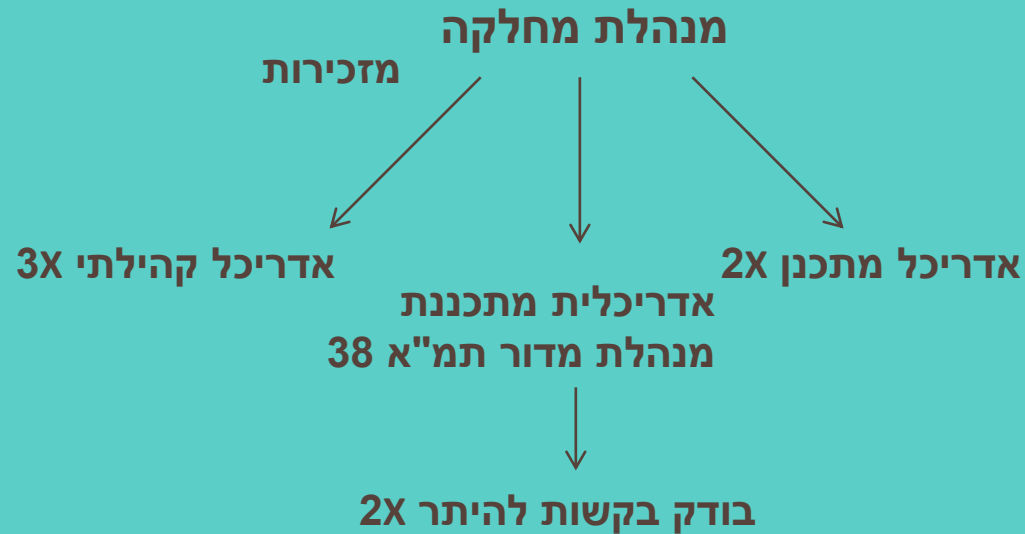 מנהלת מחלקה
מזכירות
אדריכל מתכנן 2X
אדריכלית מתכננת
מנהלת מדור תמ"א 38
אדריכל קהילתי 3X
בודק בקשות להיתר 2X